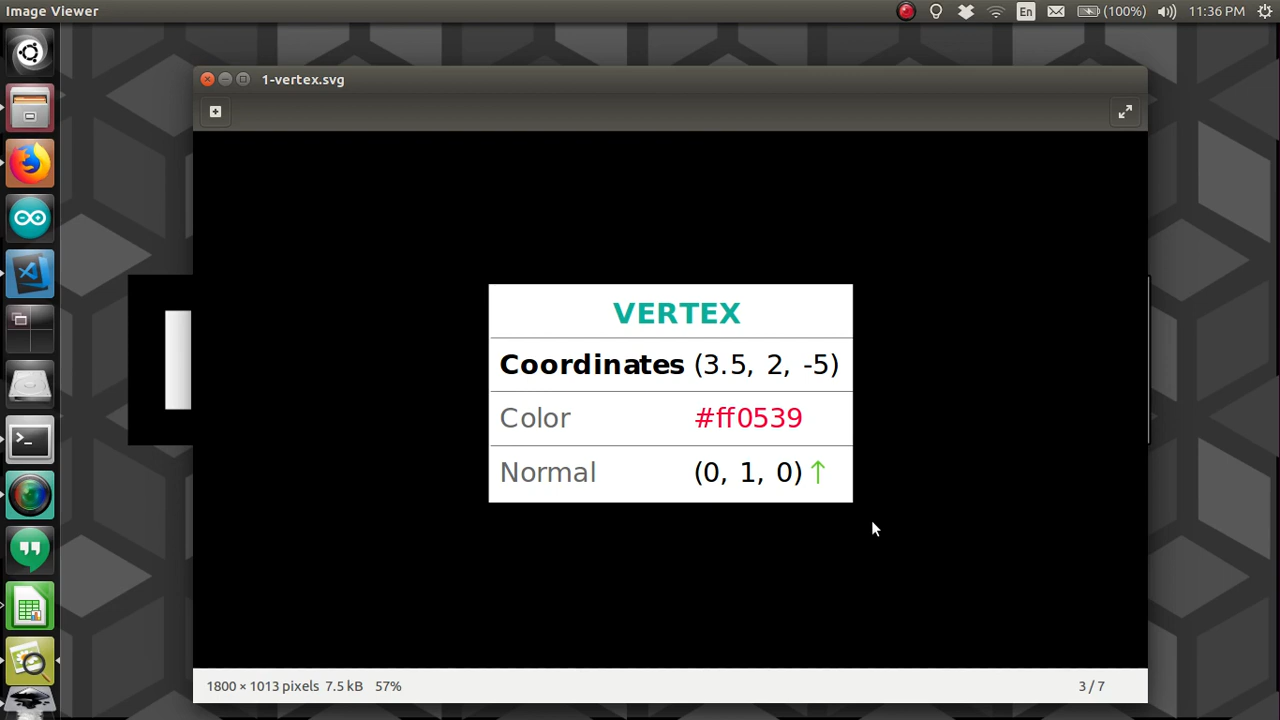 Image Viewer
En
(100%)
11:36 PM
1-vertex.svg
VERTEX
Coordinates (3.5, 2, -5)
Color #ff0539
Normal (0, 1, 0) ↑
1800 × 1013 pixels 7.5 kB 57%
3 / 7